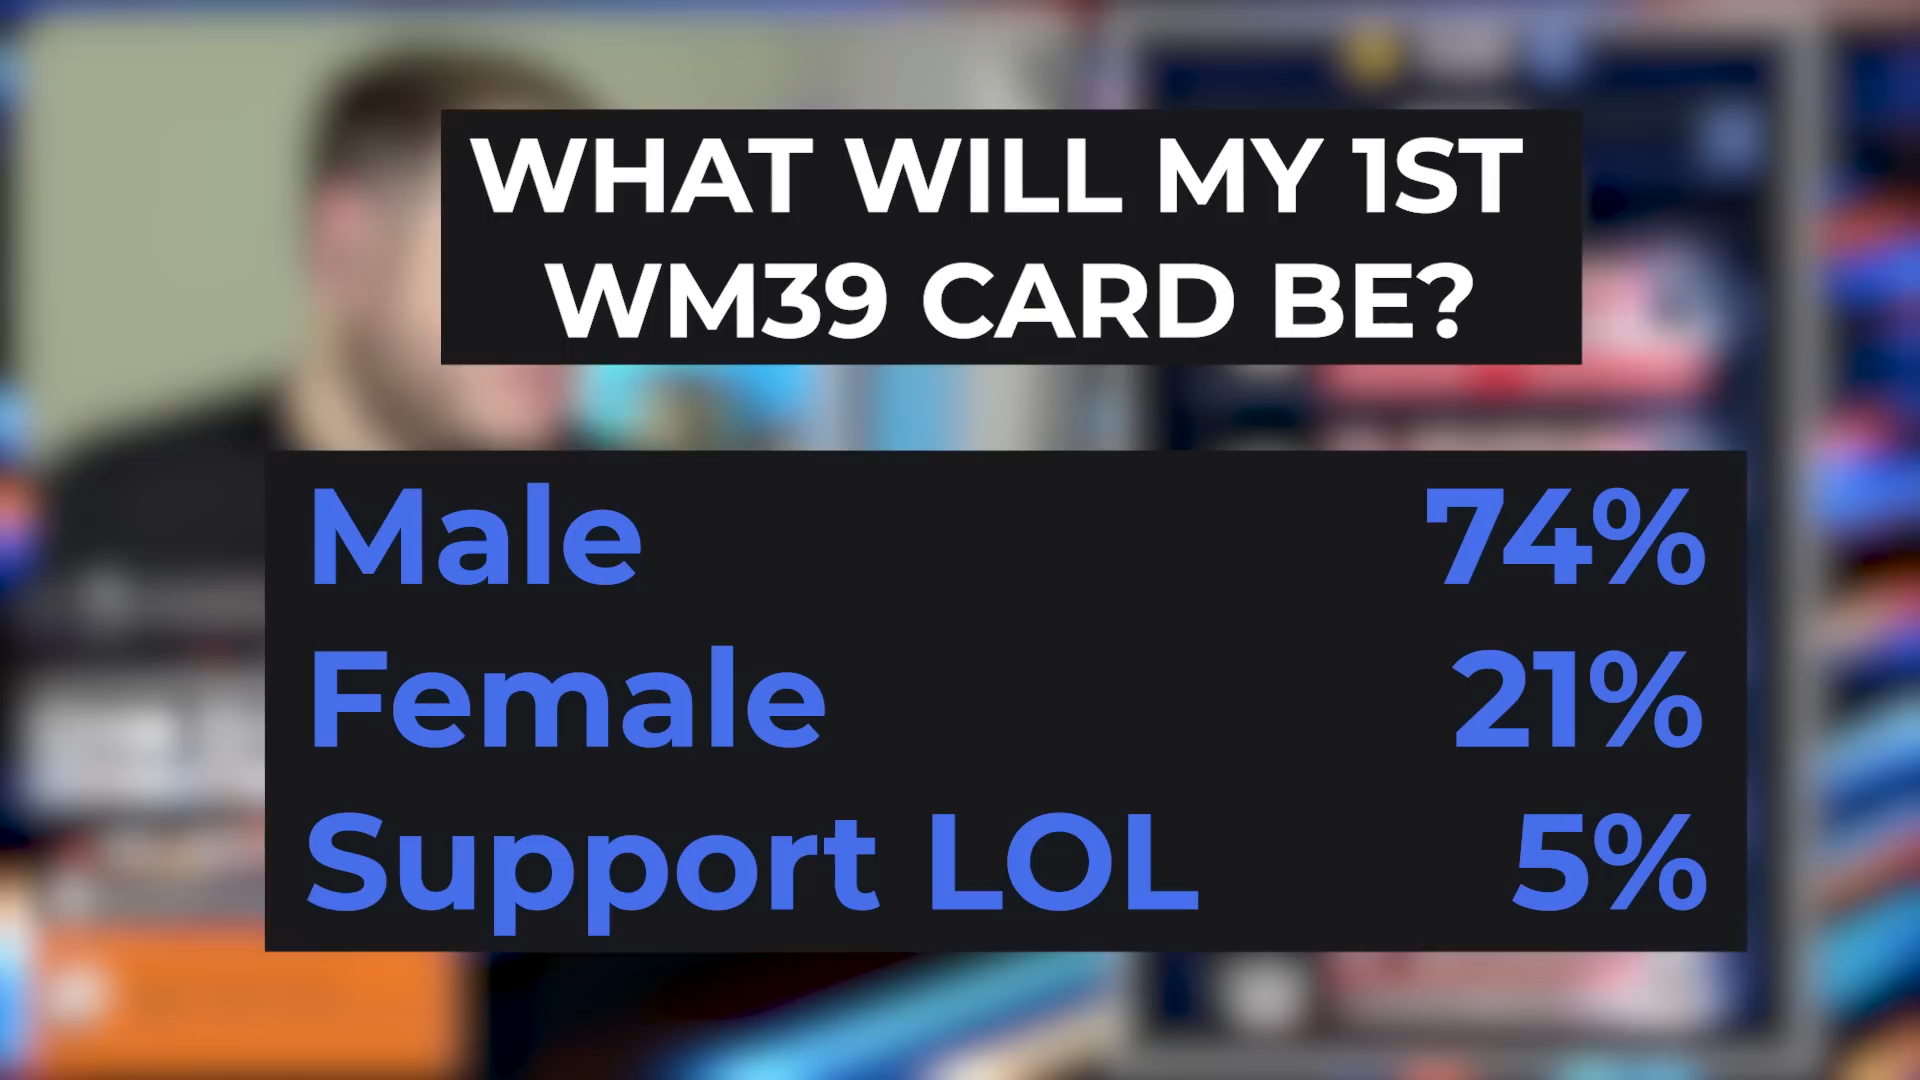 WHAT WILL MY 1ST
WM39 CARD BE?
Male 74%
Female 21%
Support LOL 5%